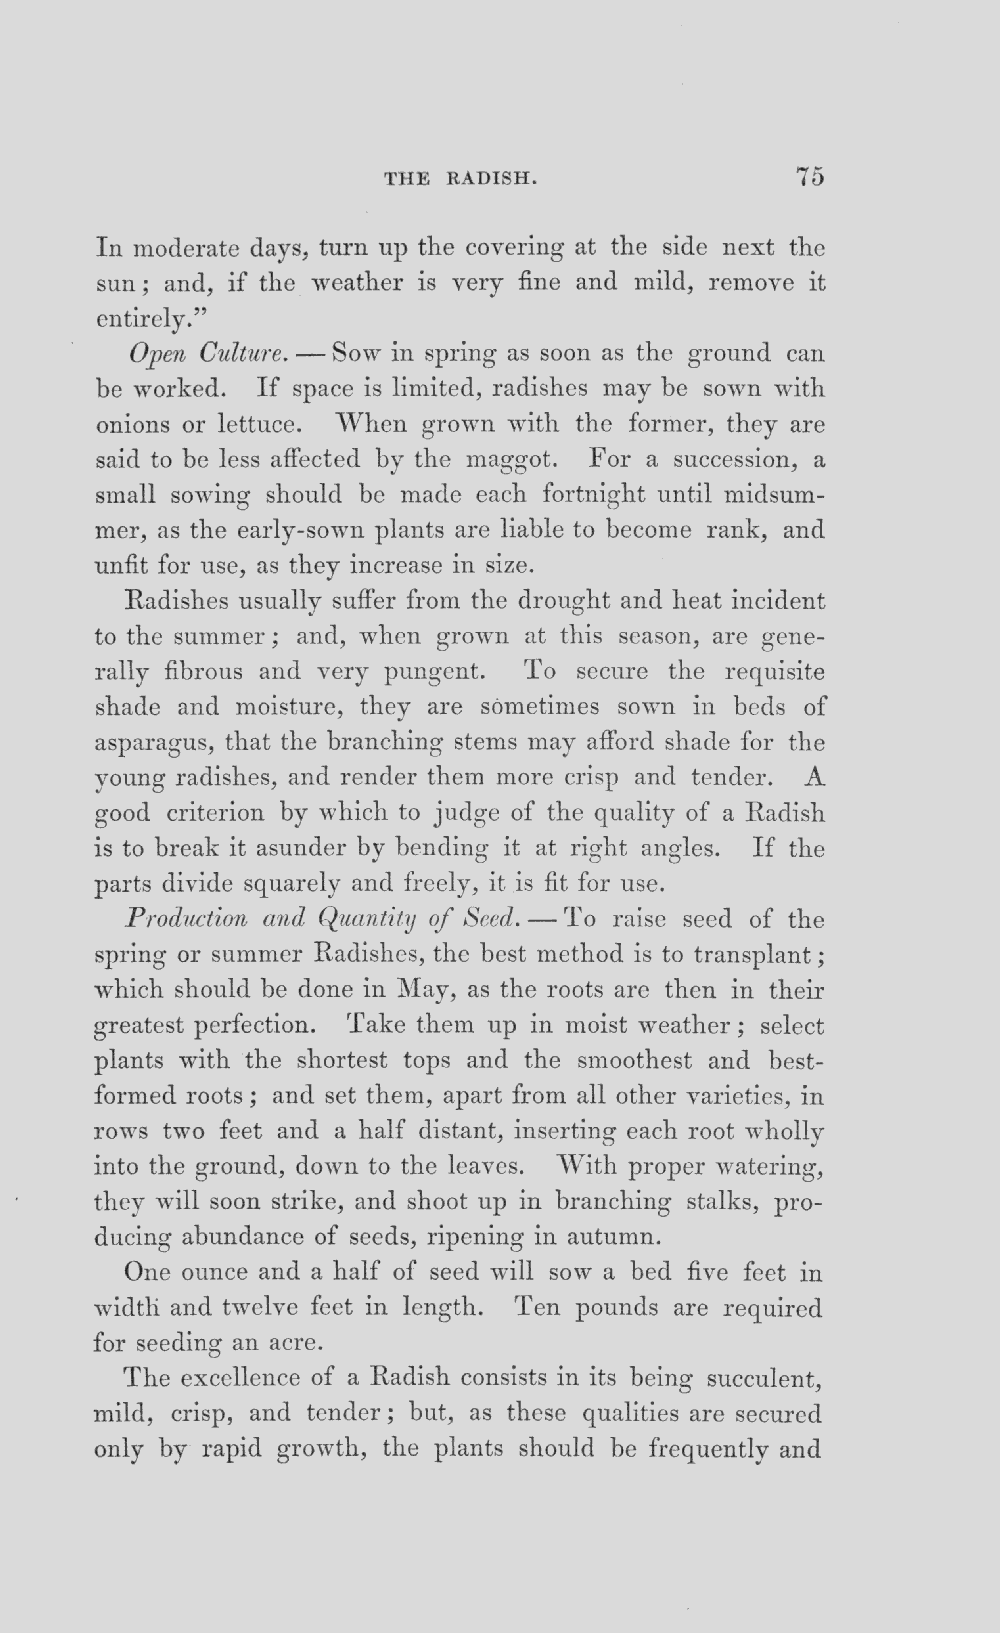 THE RADISH. 75
In moderate days, turn up the covering at the side next the
sun; and, if the weather is very fine and mild, remove it
entirely.”
Open Culture. — Sow in spring as soon as the ground can
be worked. If space is limited, radishes may be sown with
onions or lettuce. When grown with the former, they are
said to be less affected by the maggot. For a succession, a
small sowing should be made each fortnight until midsum-
mer, as the early-sown plants are liable to become rank, and
unfit for use, as they increase in size.
Radishes usually suffer from the drought and heat incident
to the summer; and, when grown at this season, are gene-
rally fibrous and very pungent. To secure the requisite
shade and moisture, they are sometimes sown in beds of
asparagus, that the branching stems may afford shade for the
young radishes, and render them more crisp and tender. A
good criterion by which to judge of the quality of a Radish
is to break it asunder by bending it at right angles. If the
parts divide squarely and freely, it is fit for use.
Production and Quantity of Seed. — To raise seed of the
spring or summer Radishes, the best method is to transplant;
which should be done in May, as the roots are then in their
greatest perfection. Take them up in moist weather; select
plants with the shortest tops and the smoothest and best-
formed roots; and set them, apart from all other varieties, in
rows two feet and a half distant, inserting each root wholly
into the ground, down to the leaves. With proper watering,
they will soon strike, and shoot up in branching stalks, pro-
ducing abundance of seeds, ripening in autumn.
One ounce and a half of seed will sow a bed five feet in
width and twelve feet in length. Ten pounds are required
for seeding an acre.
The excellence of a Radish consists in its being succulent,
mild, crisp, and tender; but, as these qualities are secured
only by rapid growth, the plants should be frequently and